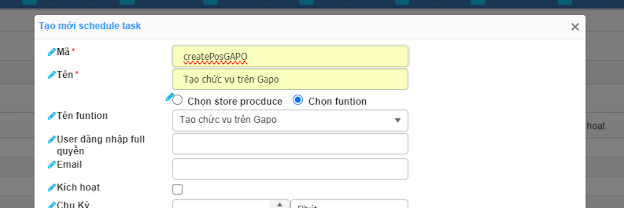 Tạo mới schedule task
Mã *
createPosGAPO
Tên *
Tạo chức vụ trên Gapo
Chọn store procduce Chọn funtion
Tên funtion
Tạo chức vụ trên Gapo
User đăng nhập full
quyền
Email
Kích hoạt
hoat
Chu Kỳ
Phút